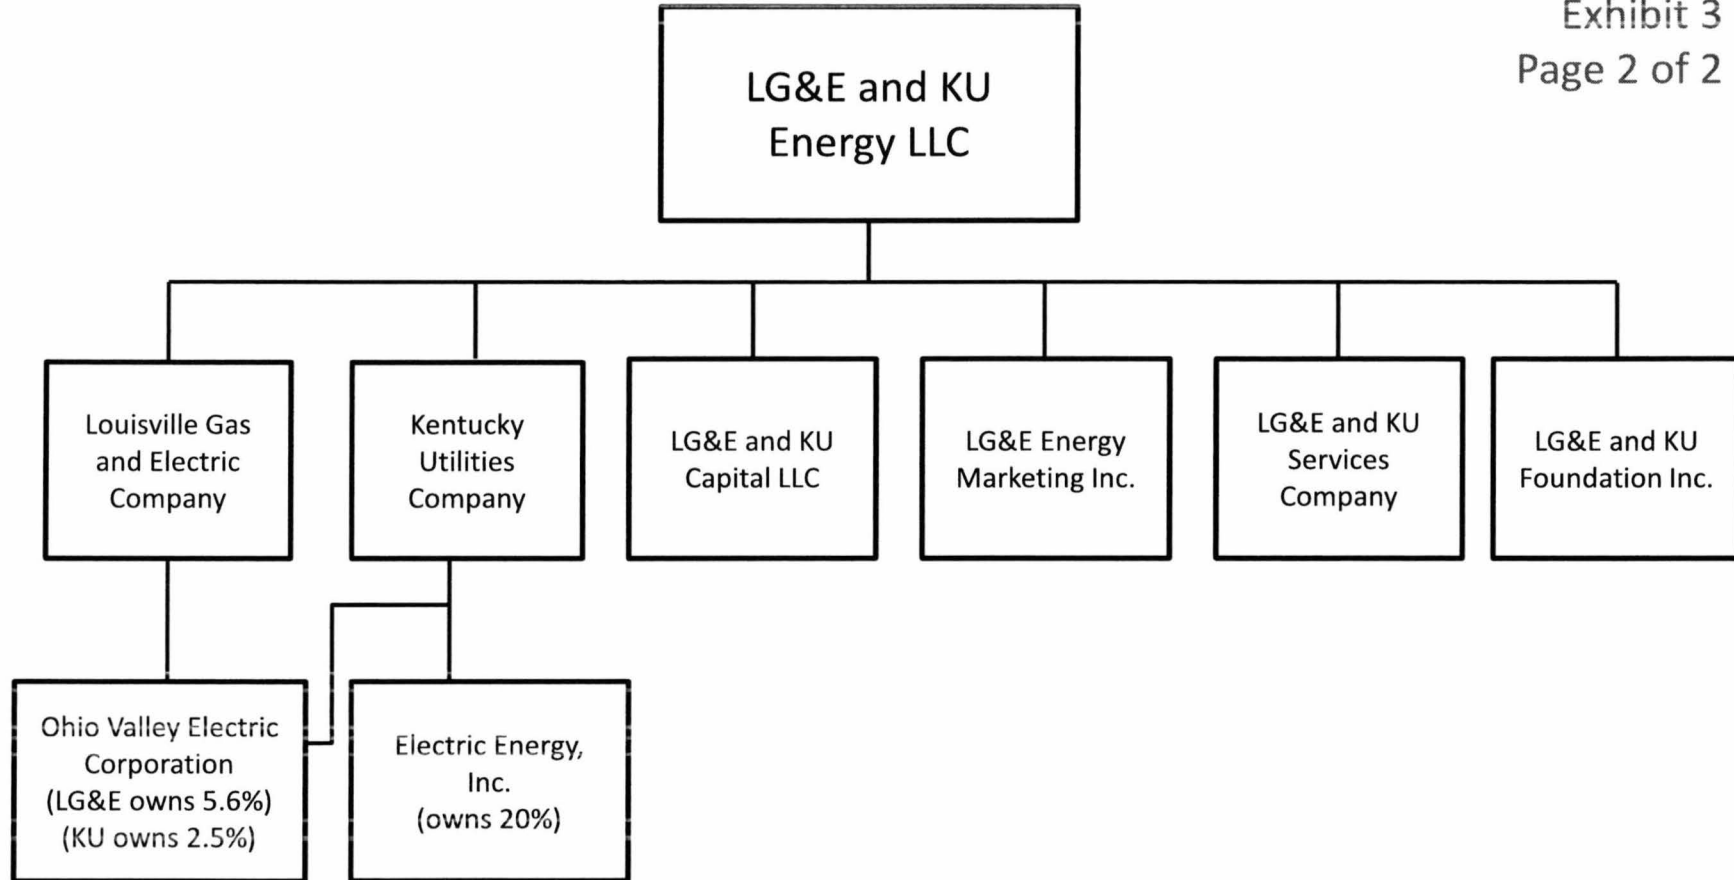 Exhibit 3
Page 2 of 2
LG&E and KU
Energy LLC
Louisville Gas
and Electric
Company
Kentucky
Utilities
Company
LG&E and KU
Capital LLC
LG&E Energy
Marketing Inc.
LG&E and KU
Services
Company
LG&E and KU
Foundation Inc.
Ohio Valley Electric
Corporation
(LG&E owns 5.6%)
(KU owns 2.5%)
Electric Energy,
Inc.
(owns 20%)